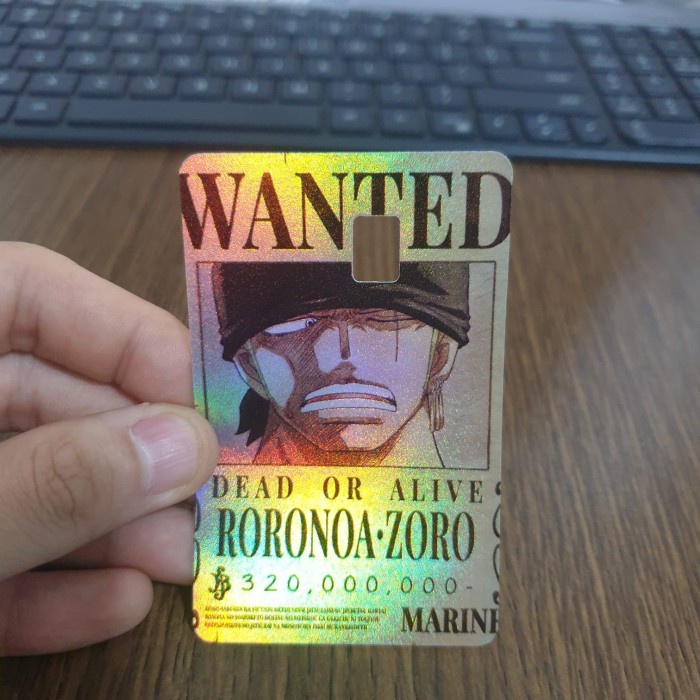 WANTED
DEAD OR ALIVE
RORONOA·ZORO
฿320,000,000-
MARINE